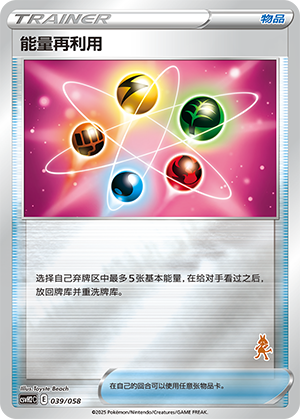 TRAINER
物品
能量再利用
选择自己弃牌区中最多5张基本能量，在给对手看过之后，
放回牌库并重洗牌库。
Illus. Toyste Beach
CSVM2C E 039/058
在自己的回合可以使用任意张物品卡。
©2025 Pokémon/Nintendo/Creatures/GAME FREAK.